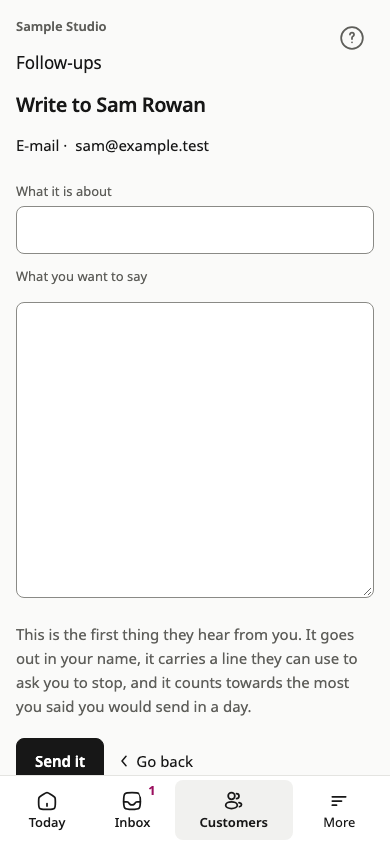 Sample Studio
Follow-ups
Write to Sam Rowan
E-mail · sam@example.test
What it is about
What you want to say
This is the first thing they hear from you. It goes
out in your name, it carries a line they can use to
ask you to stop, and it counts towards the most
you said you would send in a day.
Send it
Go back
1
Today
Inbox
Customers
More